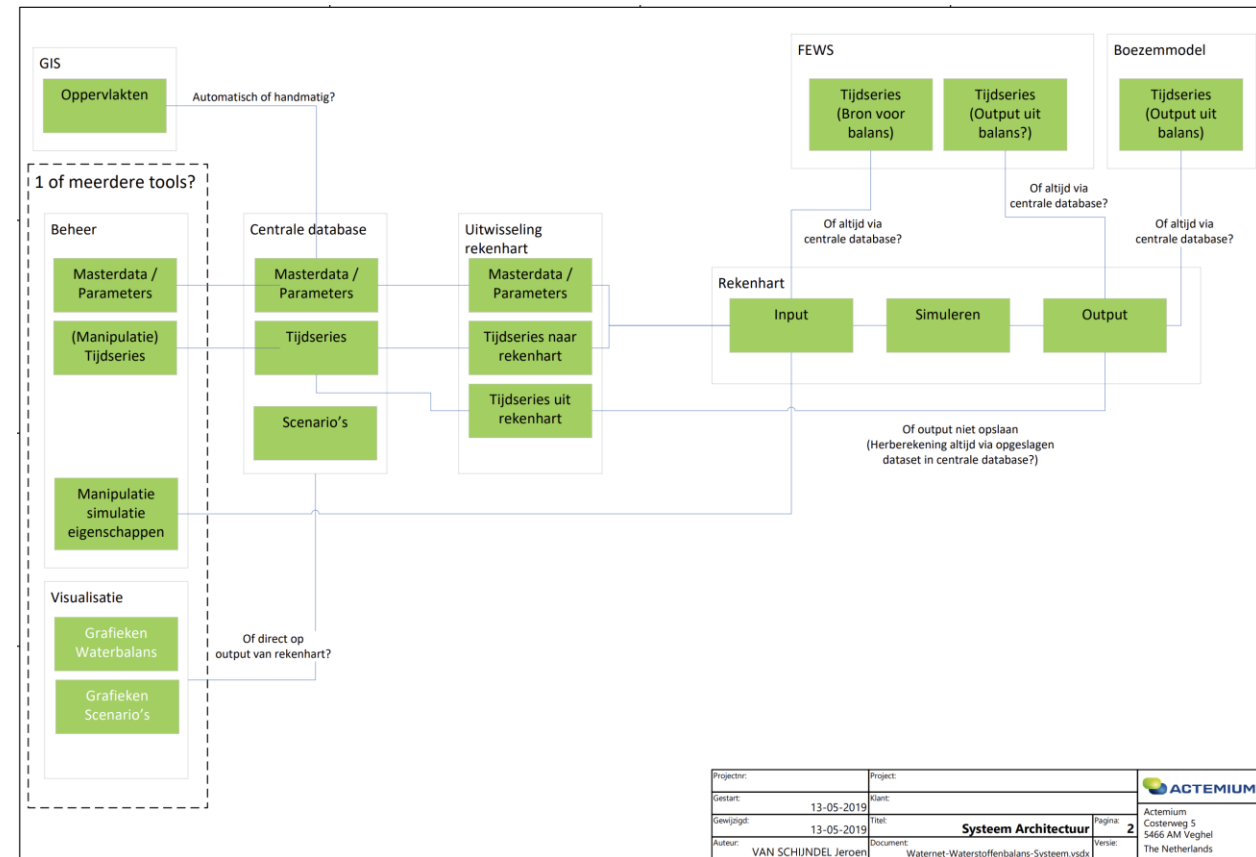 GIS
Oppervlakten
Automatisch of handmatig?
FEWS
Tijdseries
(Bron voor
balans)
Tijdseries
(Output uit
balans?)
Boezemmodel
Tijdseries
(Output uit
balans)
1 of meerdere tools?
Beheer
Masterdata /
Parameters
(Manipulatie)
Tijdseries
Manipulatie
simulatie
eigenschappen
Centrale database
Masterdata /
Parameters
Tijdseries
Scenario's
Uitwisseling
rekenhart
Masterdata /
Parameters
Tijdseries naar
rekenhart
Tijdseries uit
rekenhart
Of altijd via
centrale database?
Of altijd via
centrale database?
Of altijd via
centrale database?
Rekenhart
Input
Simuleren
Output
Of output niet opslaan
(Herberekening altijd via opgeslagen
dataset in centrale database?)
Visualisatie
Grafieken
Waterbalans
Grafieken
Scenario's
Of direct op
output van rekenhart?
Projectnr:
Project:
Gestart:
13-05-2019
Klant:
Gewijzigd:
13-05-2019
Titel:
Systeem Architectuur
Pagina:
2
Auteur:
VAN SCHIJNDEL Jeroen
Document:
Waternet-Waterstoffenbalans-Systeem.vsdx
Versie:
ACTEMIUM
Actemium
Costerweg 5
5466 AM Veghel
The Netherlands